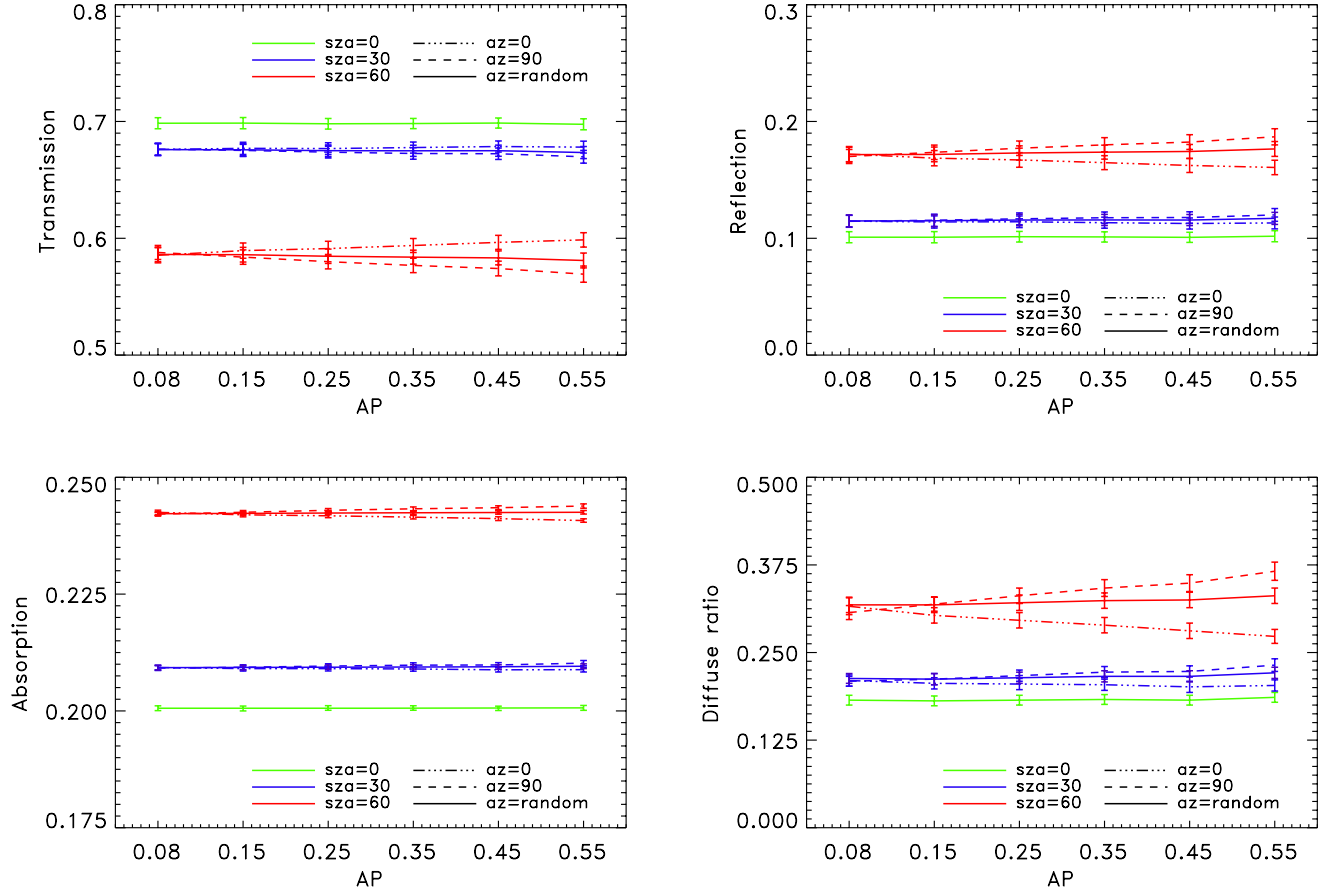 0.8
0.7
0.6
0.5
Transmission
sza=0
sza=30
sza=60
az=0
az=90
az=random
0.08 0.15 0.25 0.35 0.45 0.55
AP
0.3
0.2
0.1
0.0
Reflection
sza=0
sza=30
sza=60
az=0
az=90
az=random
0.08 0.15 0.25 0.35 0.45 0.55
AP
0.250
0.225
0.200
0.175
Absorption
sza=0
sza=30
sza=60
az=0
az=90
az=random
0.08 0.15 0.25 0.35 0.45 0.55
AP
0.500
0.375
0.250
0.125
0.000
Diffuse ratio
sza=0
sza=30
sza=60
az=0
az=90
az=random
0.08 0.15 0.25 0.35 0.45 0.55
AP